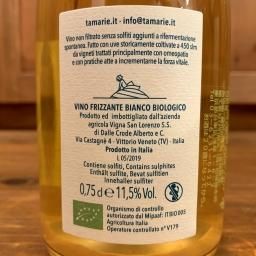 tamarie.it
info@tamarie.it
Vino non filtrato senza solfiti aggiunti a rifermentazione
spontanea. Fatto con uve storicamente coltivate a 450 slm
da vigneti trattati principalmente con omeopatia
e con pratiche atte a incrementarne la forza vitale.
VINO FRIZZANTE BIANCO BIOLOGICO
Prodotto ed imbottigliato dall'azienda
agricola Vigna San Lorenzo S.S.
di Dalle Crode Alberto e C.
Via Castagnè 4 - Vittorio Veneto (TV) - Italia
Prodotto in Italia
L 05/2019
Contiene solfiti, Contains sulphites
Enthält Sulfite, Bevat sulfiet
Innehaller sulfiter
0,75 d 11,5% Vol.
Organismo di controllo
autorizzato dal Mipaaf: IT BIO 005
Agricoltura Italia
Operatore controllato n° V179